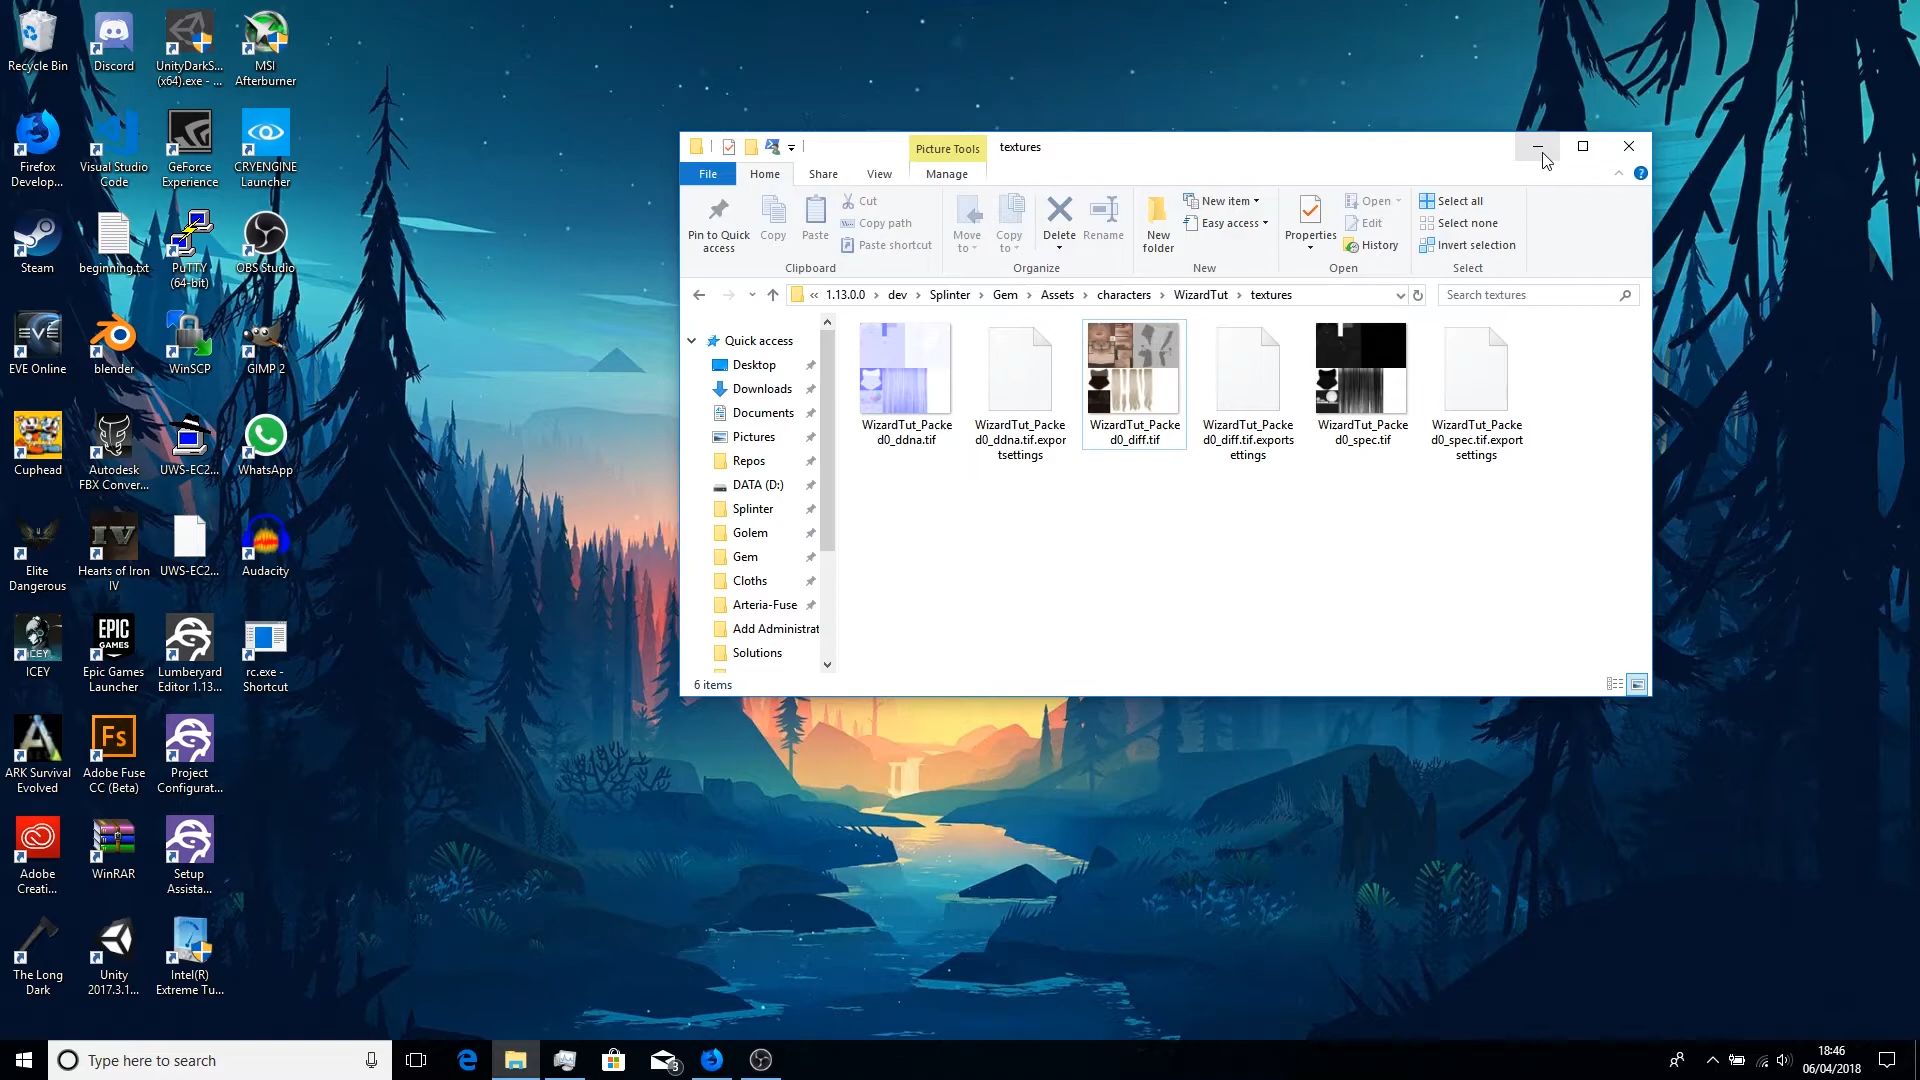 Recycle Bin
Discord
UnityDarkS...
(x64).exe - ...
MSI
Afterburner
Firefox
Develop...
Visual Studio
Code
GeForce
Experience
CRYENGINE
Launcher
Steam
beginning.txt
PuTTY
(64-bit)
OBS Studio
EVE
EVE Online
blender
WinSCP
GIMP 2
Cuphead
Autodesk
FBX Conver...
UWS-EC2...
WhatsApp
Elite
Dangerous
IV
Hearts of Iron
IV
UWS-EC2...
Audacity
ICEY
ICEY
EPIC
GAMES
Epic Games
Launcher
Lumberyard
Editor 1.13...
rc.exe -
Shortcut
ARK Survival
Evolved
Fs
Adobe Fuse
CC (Beta)
Project
Configurat...
Adobe
Creati...
WinRAR
Setup
Assista...
The Long
Dark
Unity
2017.3.1...
Intel(R)
Extreme Tu...
Picture Tools
textures
File
Home
Share
View
Manage
Pin to Quick
access
Copy
Paste
Cut
Copy path
Paste shortcut
Clipboard
Move
to
Copy
to
Delete
Rename
Organize
New
folder
New item
Easy access
New
Properties
Open
Edit
History
Open
Select all
Select none
Invert selection
Select
« 1.13.0.0 › dev › Splinter › Gem › Assets › characters › WizardTut › textures
Search textures
Quick access
Desktop
Downloads
Documents
Pictures
Repos
DATA (D:)
Splinter
Golem
Gem
Cloths
Arteria-Fuse
Add Administrat
Solutions
WizardTut_Packe
d0_ddna.tif
WizardTut_Packe
d0_ddna.tif.expor
tsettings
WizardTut_Packe
d0_diff.tif
WizardTut_Packe
d0_diff.tif.exports
ettings
WizardTut_Packe
d0_spec.tif
WizardTut_Packe
d0_spec.tif.export
settings
6 items
Type here to search
3
18:46
06/04/2018